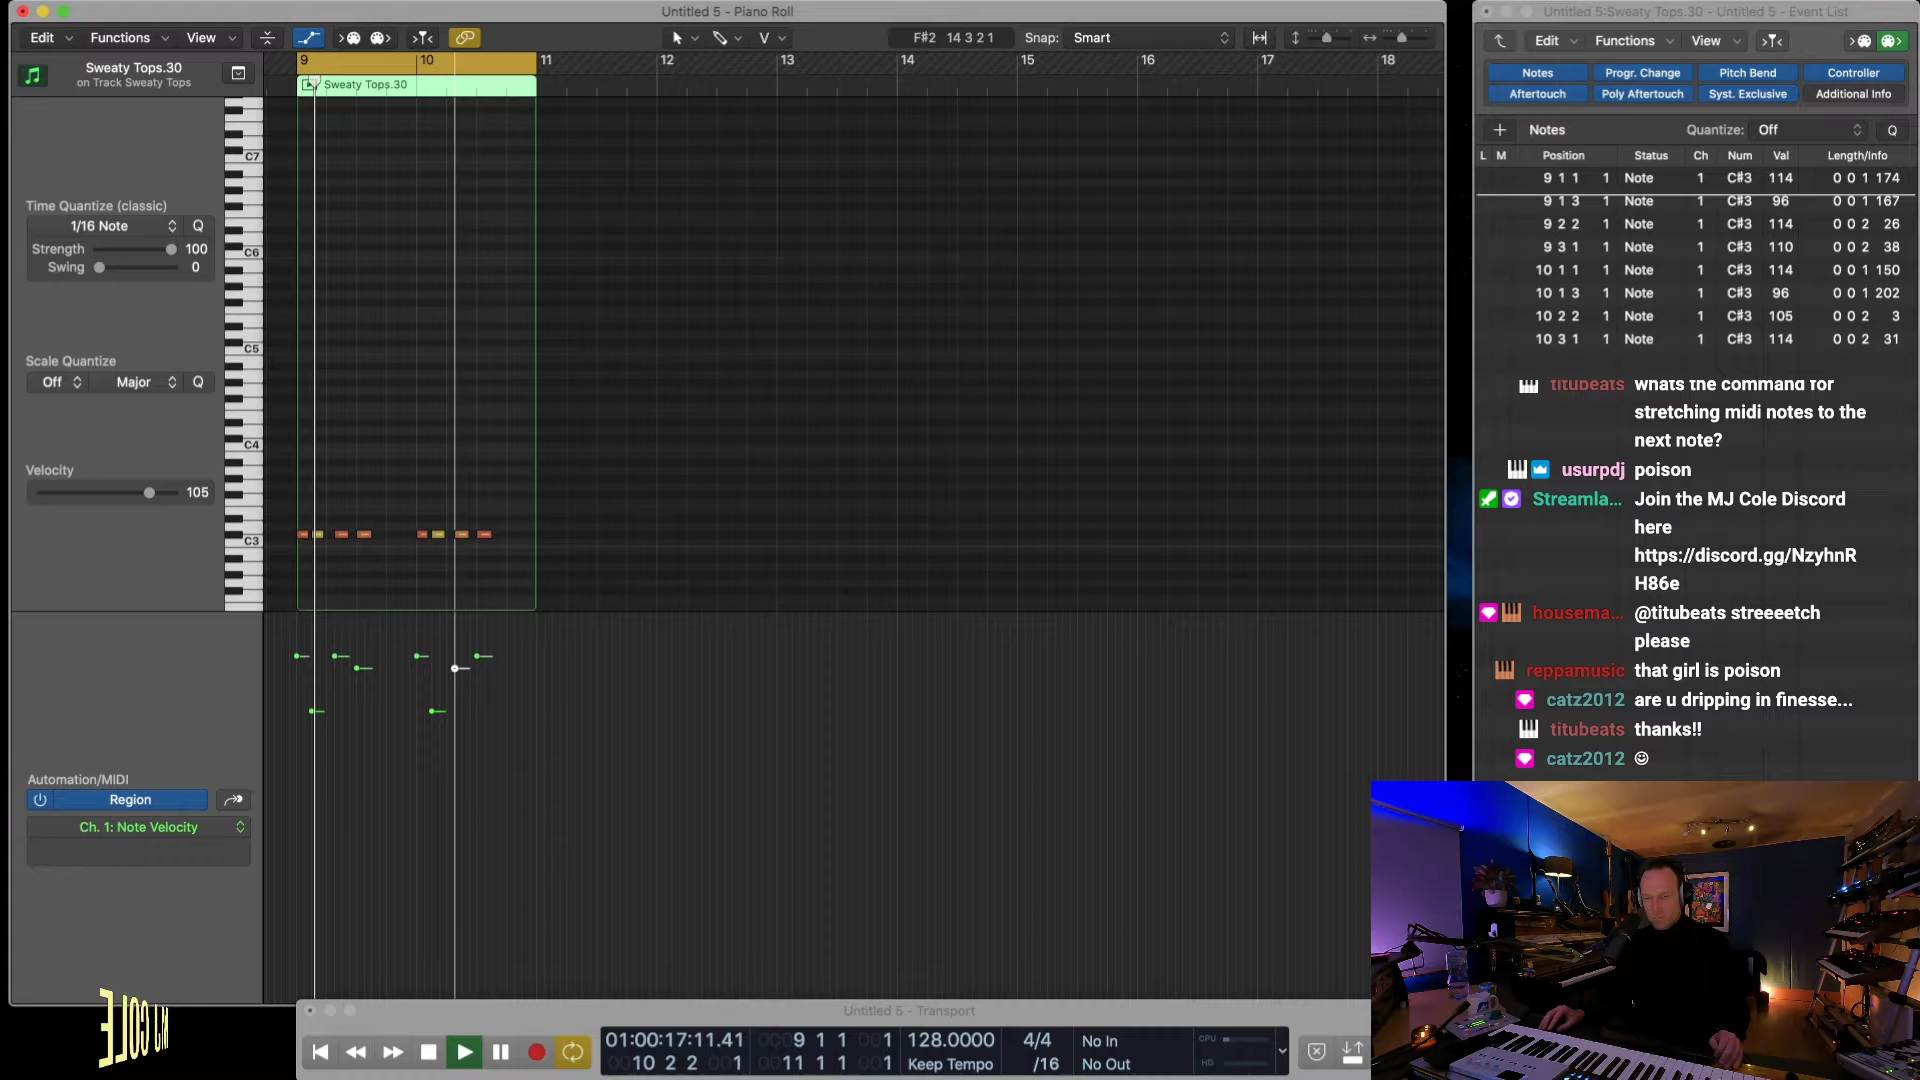 Untitled 5 - Piano Roll
Edit Functions View
F#2 14 3 2 1 Snap: Smart
Sweaty Tops.30
on Track Sweaty Tops
9 10 11 12 13 14 15 16 17 18
Sweaty Tops.30
C7
Time Quantize (classic)
1/16 Note Q
Strength 100
C6
Swing 0
C5
Scale Quantize
Off Major Q
C4
Velocity
105
C3
Automation/MIDI
Region
Ch. 1: Note Velocity
MJ COLE
Untitled 5 - Transport
01:00:17:11.41 9 1 1 1 128.0000 4/4 No In CPU
10 2 2 1 11 1 1 1 Keep Tempo /16 No Out HD
Untitled 5:Sweaty Tops.30 - Untitled 5 - Event List
Edit Functions View
Notes Progr. Change Pitch Bend Controller
Aftertouch Poly Aftertouch Syst. Exclusive Additional Info
Notes Quantize: Off Q
L M Position Status Ch Num Val Length/Info
9 1 1 1 Note 1 C#3 114 0 0 1 174
9 1 3 1 Note 1 C#3 96 0 0 1 167
9 2 2 1 Note 1 C#3 114 0 0 2 26
9 3 1 1 Note 1 C#3 110 0 0 2 38
10 1 1 1 Note 1 C#3 114 0 0 1 150
10 1 3 1 Note 1 C#3 96 0 0 1 202
10 2 2 1 Note 1 C#3 105 0 0 2 3
10 3 1 1 Note 1 C#3 114 0 0 2 31
titubeats whats the command for
stretching midi notes to the
next note?
usurpdj poison
Streamla... Join the MJ Cole Discord
here
https://discord.gg/NzyhnR
H86e
housema... @titubeats streeeetch
please
reppamusic that girl is poison
catz2012 are u dripping in finesse...
titubeats thanks!!
catz2012 ☺